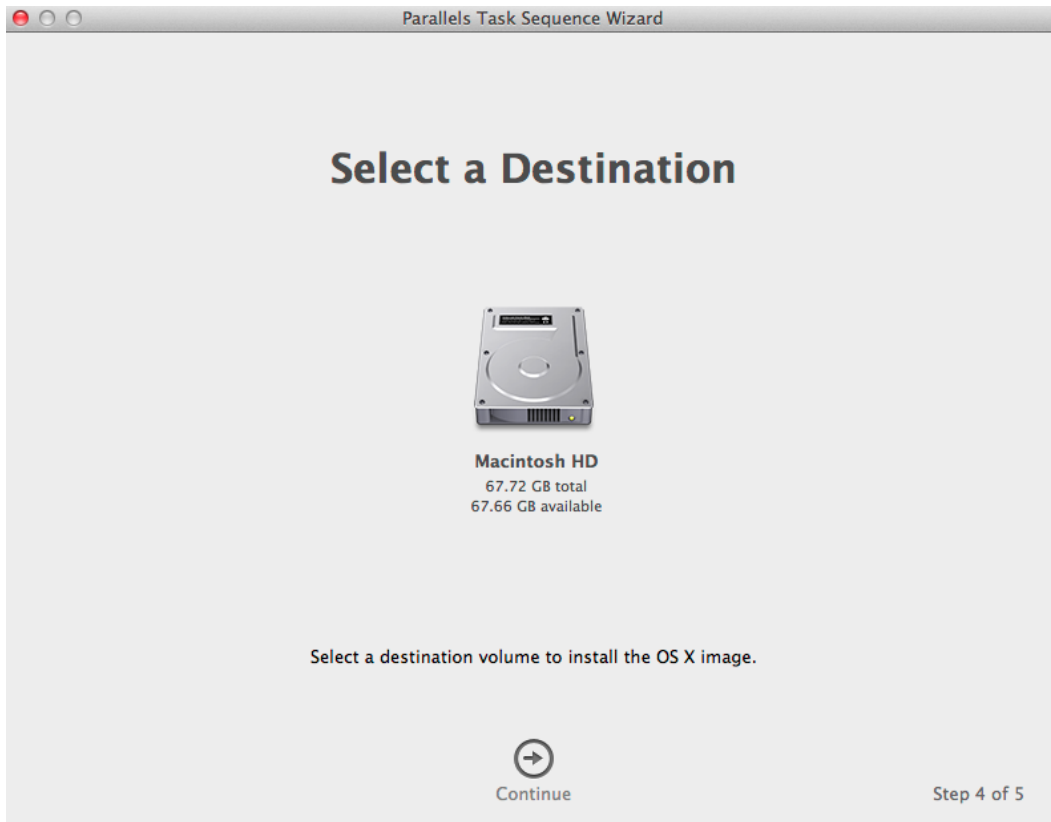 Parallels Task Sequence Wizard
Select a Destination
Macintosh HD
67.72 GB total
67.66 GB available
Select a destination volume to install the OS X image.
Continue
Step 4 of 5